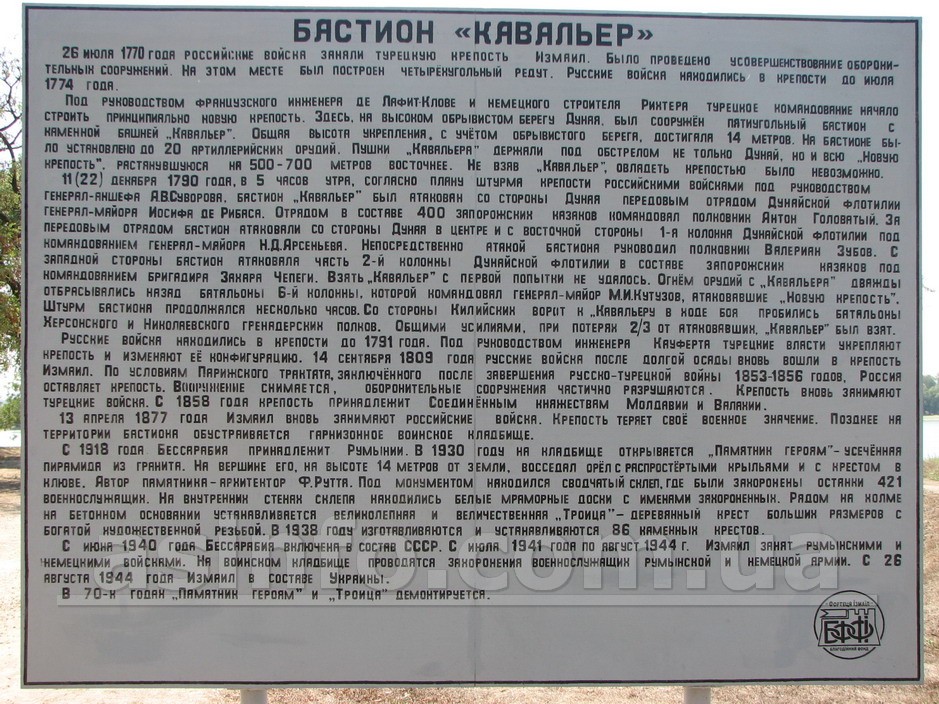 БАСТИОН «КАВАЛЬЕР»
26 июля 1770 года российские войска заняли турецкую крепость Измаил. Было проведено усовершенствование оборони-
тельных сооружений. На этом месте был построен четырёхугольный редут. Русские войска находились в крепости до июля
1774 года.
Под руководством французского инженера де Лафит-Клове и немецкого строителя Рихтера турецкое командование начало
строить принципиально новую крепость. Здесь, на высоком обрывистом берегу Дуная, был сооружён пятиугольный бастион с
каменной башней „Кавальер". Общая высота укрепления, с учётом обрывистого берега, достигала 14 метров. На бастионе бы-
ло установлено до 20 артиллерийских орудий. Пушки „Кавальера" держали под обстрелом не только Дунай, но и всю „Новую
крепость", растянувшуюся на 500-700 метров восточнее. Не взяв „Кавальер", овладеть крепостью было невозможно.
11(22) декабря 1790 года, в 5 часов утра, согласно плану штурма крепости российскими войсками под руководством
генерал-аншефа А.В.Суворова, бастион „Кавальер" был атакован со стороны Дуная передовым отрядом Дунайской флотилии
генерал-майора Иосифа де Рибаса. Отрядом в составе 400 запорожских казаков командовал полковник Антон Головатый. За
передовым отрядом бастион атаковали со стороны Дуная в центре и с восточной стороны 1-я колонна Дунайской флотилии под
командованием генерал-майора Н.Д.Арсеньева. Непосредственно атакой бастиона руководил полковник Валериан Зубов. С
западной стороны бастион атаковала часть 2-й колонны Дунайской флотилии в составе запорожских казаков под
командованием бригадира Захара Чепеги. Взять „Кавальер" с первой попытки не удалось. Огнём орудий с „Кавальера" дважды
отбрасывались назад батальоны 6-й колонны, которой командовал генерал-майор М.И.Кутузов, атаковавшие „Новую крепость".
Штурм бастиона продолжался несколько часов. Со стороны Килийских ворот к „Кавальеру в ходе боя пробились батальоны
Херсонского и Николаевского гренадерских полков. Общими усилиями, при потерях 2/3 от атаковавших, „Кавальер" был взят.
Русские войска находились в крепости до 1791 года. Под руководством инженера Кауферта турецкие власти укрепляют
крепость и изменяют её конфигурацию. 14 сентября 1809 года русские войска после долгой осады вновь вошли в крепость
Измаил. По условиям Парижского трактата, заключённого после завершения русско-турецкой войны 1853-1856 годов, Россия
оставляет крепость. Вооружение снимается, оборонительные сооружения частично разрушаются. Крепость вновь занимают
турецкие войска. С 1858 года крепость принадлежит Соединённым княжествам Молдавии и Валахии.
13 апреля 1877 года Измаил вновь занимают российские войска. Крепость теряет своё военное значение. Позднее на
территории бастиона обустраивается гарнизонное воинское кладбище.
С 1918 года Бессарабия принадлежит Румынии. В 1930 году на кладбище открывается „Памятник героям"-усечённая
пирамида из гранита. На вершине его, на высоте 14 метров от земли, восседал орёл с распростёртыми крыльями и с крестом в
клюве. Автор памятника-архитектор Ф.Рутта. Под монументом находился сводчатый склеп, где были захоронены останки 421
военнослужащих. На внутренних стенах склепа находились белые мраморные доски с именами захороненных. Рядом на холме
на бетонном основании устанавливается великолепная и величественная „Троица"-деревянный крест больших размеров с
богатой художественной резьбой. В 1938 году изготавливаются и устанавливаются 86 каменных крестов.
С июня 1940 года Бессарабия включена в состав СССР. С июля 1941 года по август 1944 г. Измаил занят румынскими и
немецкими войсками. На воинском кладбище проводятся захоронения военнослужащих румынской и немецкой армии. С 26
августа 1944 года Измаил в составе Украины.
В 70-х годах „Памятник героям" и „Троица" демонтируется.
asinfo.com.ua
Фортеця Ізмаїл
БФФ
благодійний фонд